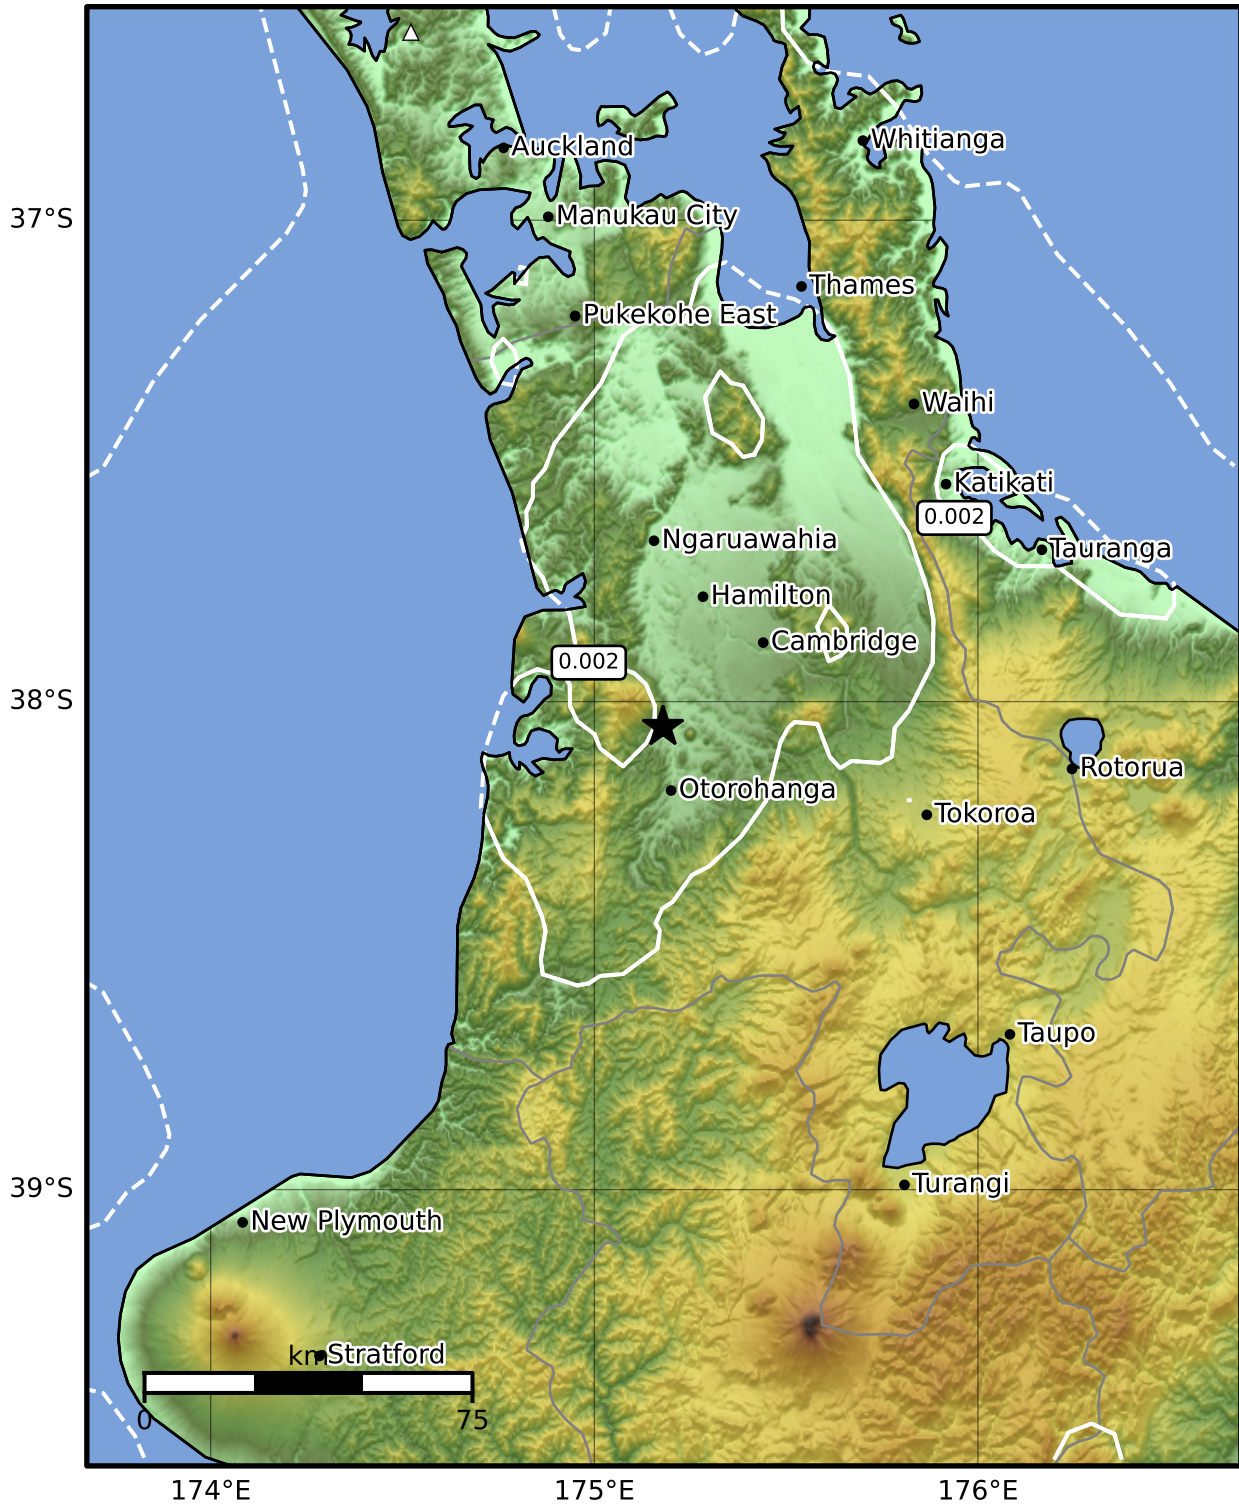 Whitianga
Auckland
37°S
Manukau City
Thames
Pukekohe East
Waihi
Katikati
0.002
Ngaruawahia
Tauranga
Hamilton
Cambridge
0.002
38°S
Rotorua
Otorohanga
Tokoroa
Taupo
39°S
Turangi
New Plymouth
km
Stratford
0
75
174°E
175°E
176°E